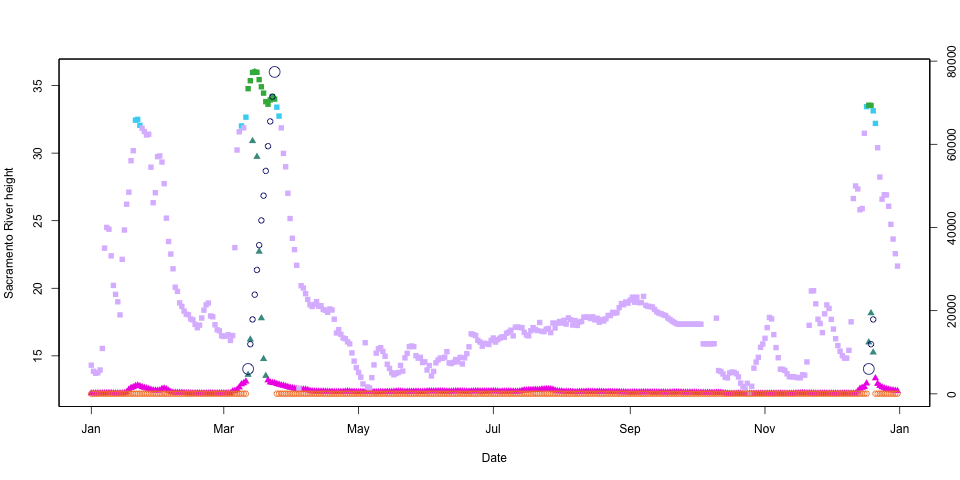 Sacramento River height
35
30
25
20
15
80000
60000
40000
20000
0
Jan
Mar
May
Jul
Sep
Nov
Jan
Date